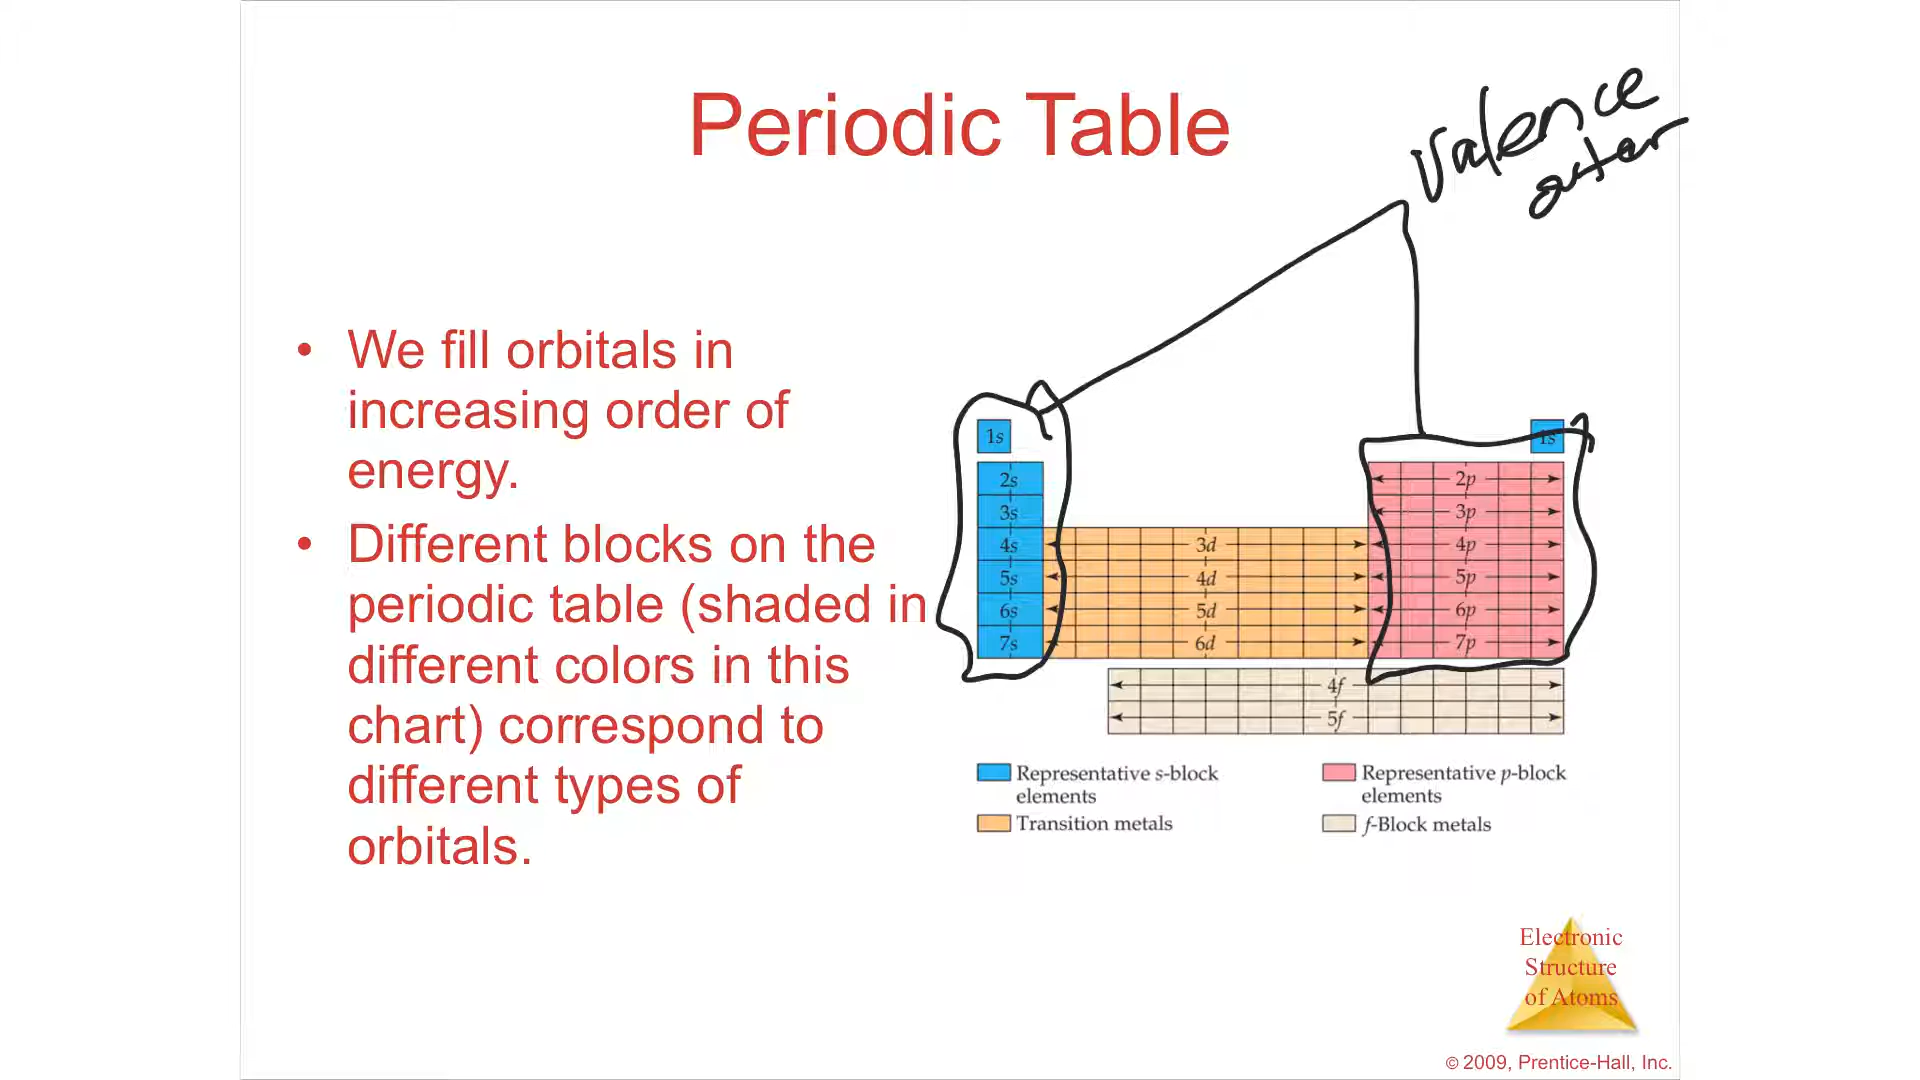 Periodic Table
valence
outer
• We fill orbitals in
increasing order of
energy.
• Different blocks on the
periodic table (shaded in
different colors in this
chart) correspond to
different types of
orbitals.
1s 1s
2s 2p
3s 3p
4s 3d 4p
5s 4d 5p
6s 5d 6p
7s 6d 7p
4f
5f
Representative s-block
elements
Transition metals
Representative p-block
elements
f-Block metals
Electronic
Structure
of Atoms
© 2009, Prentice-Hall, Inc.